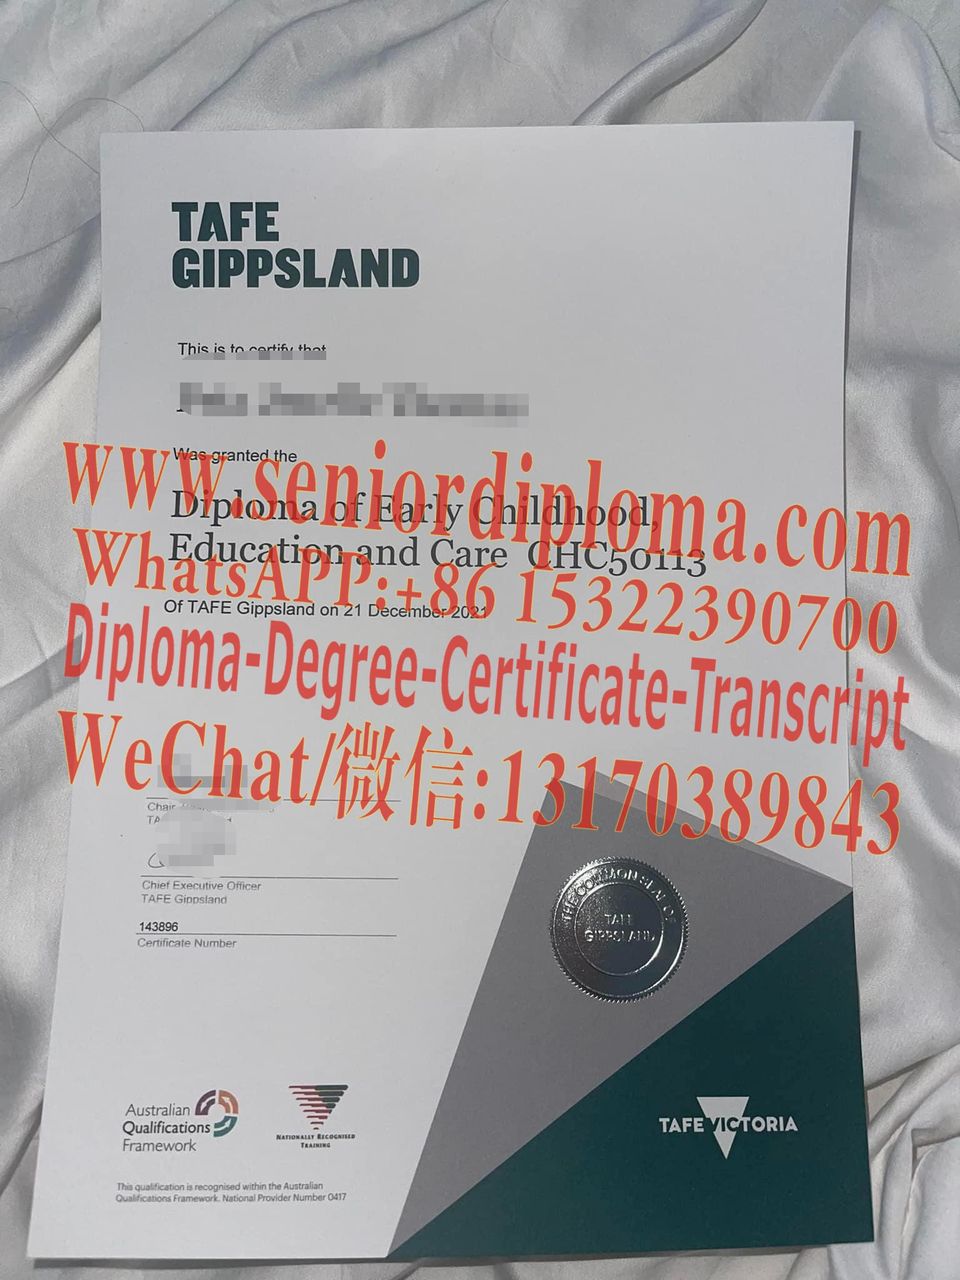 TAFE
GIPPSLAND
This is to certify that
Was granted the
www.seniordiploma.com
Diploma of Early Childhood,
Education and Care CHC50113
WhatsAPP:+86 15322390700
Of TAFE Gippsland on 21 December 2021
Diploma-Degree-Certificate-Transcript
WeChat/微信:13170389843
Chair
Chief Executive Officer
TAFE Gippsland
143896
Certificate Number
THE COMMON SEAL OF
TAFE
GIPPSLAND
Australian
Qualifications
Framework
NATIONALLY RECOGNISED
TRAINING
TAFE VICTORIA
This qualification is recognised within the Australian
Qualifications Framework. National Provider Number 0417